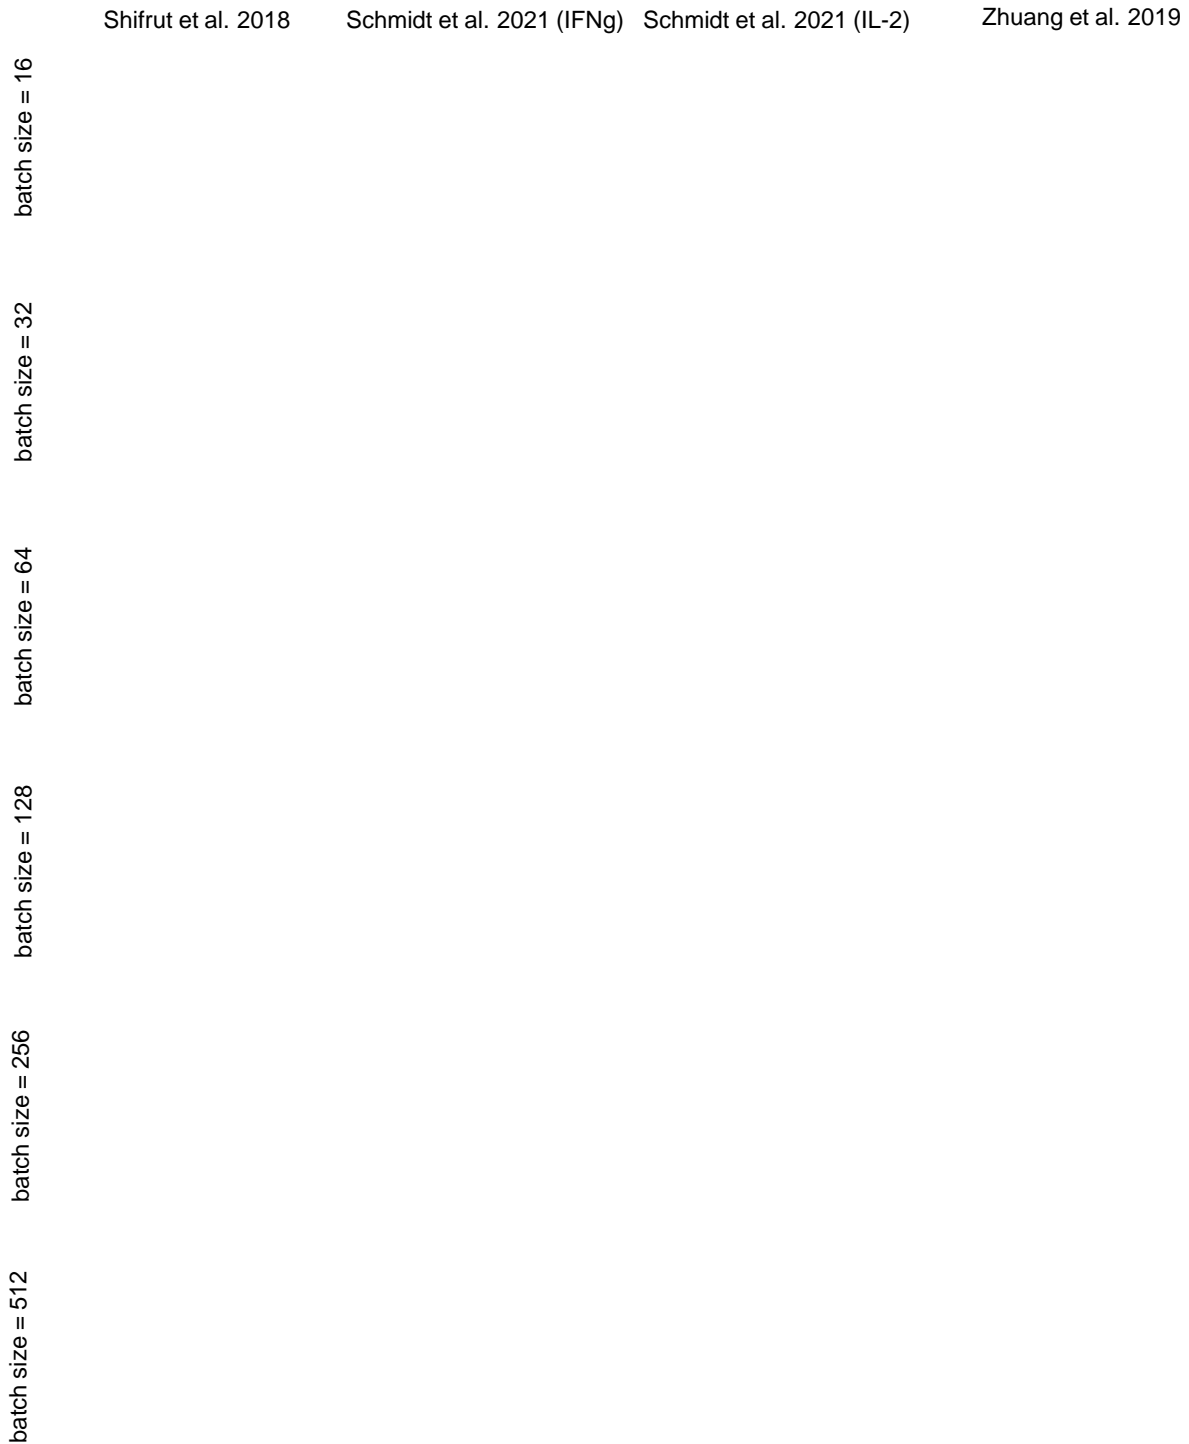 Shifrut et al. 2018 Schmidt et al. 2021 (IFNg) Schmidt et al. 2021 (IL-2) Zhuang et al. 2019
batch size = 16
batch size = 32
batch size = 64
batch size = 128
batch size = 256
batch size = 512